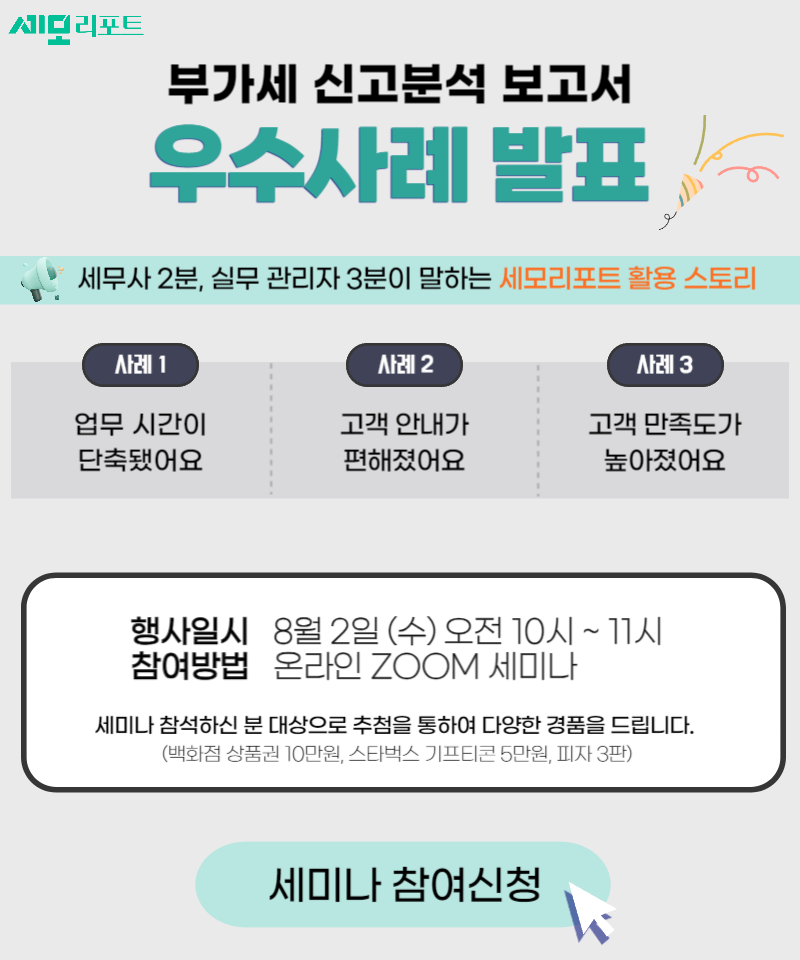 세모리포트
부가세 신고분석 보고서
우수사례 발표
세무사 2분, 실무 관리자 3분이 말하는 세모리포트 활용 스토리
사례 1
업무 시간이
단축됐어요
사례 2
고객 안내가
편해졌어요
사례 3
고객 만족도가
높아졌어요
행사일시 8월 2일 (수) 오전 10시 ~ 11시
참여방법 온라인 ZOOM 세미나
세미나 참석하신 분 대상으로 추첨을 통하여 다양한 경품을 드립니다.
(백화점 상품권 10만원, 스타벅스 기프티콘 5만원, 피자 3판)
세미나 참여신청